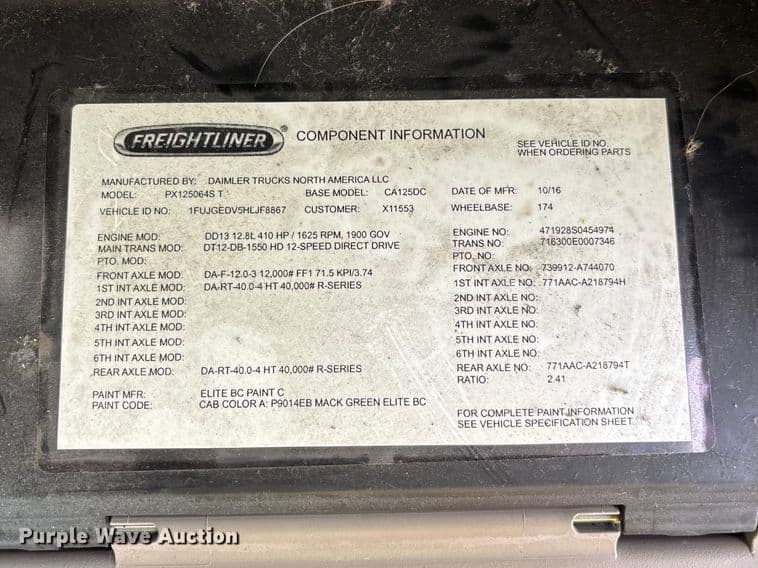 FREIGHTLINER® COMPONENT INFORMATION
SEE VEHICLE ID NO.
WHEN ORDERING PARTS
MANUFACTURED BY: DAIMLER TRUCKS NORTH AMERICA LLC
MODEL: PX125064S T BASE MODEL: CA125DC DATE OF MFR: 10/16
VEHICLE ID NO: 1FUJGEDV5HLJF8867 CUSTOMER: X11553 WHEELBASE: 174
ENGINE MOD: DD13 12.8L 410 HP / 1625 RPM, 1900 GOV ENGINE NO: 471928S0454974
MAIN TRANS MOD: DT12-DB-1550 HD 12-SPEED DIRECT DRIVE TRANS NO: 716300E0007346
PTO. MOD: PTO. NO:
FRONT AXLE MOD: DA-F-12.0-3 12,000# FF1 71.5 KPI/3.74 FRONT AXLE NO: 739912-A744070
1ST INT AXLE MOD: DA-RT-40.0-4 HT 40,000# R-SERIES 1ST INT AXLE NO: 771AAC-A218794H
2ND INT AXLE MOD: 2ND INT AXLE NO:
3RD INT AXLE MOD: 3RD INT AXLE NO:
4TH INT AXLE MOD: 4TH INT AXLE NO:
5TH INT AXLE MOD: 5TH INT AXLE NO:
6TH INT AXLE MOD: 6TH INT AXLE NO:
REAR AXLE MOD: DA-RT-40.0-4 HT 40,000# R-SERIES REAR AXLE NO: 771AAC-A218794T
RATIO: 2.41
PAINT MFR: ELITE BC PAINT C
PAINT CODE: CAB COLOR A: P9014EB MACK GREEN ELITE BC
FOR COMPLETE PAINT INFORMATION
SEE VEHICLE SPECIFICATION SHEET.
Purple Wave Auction